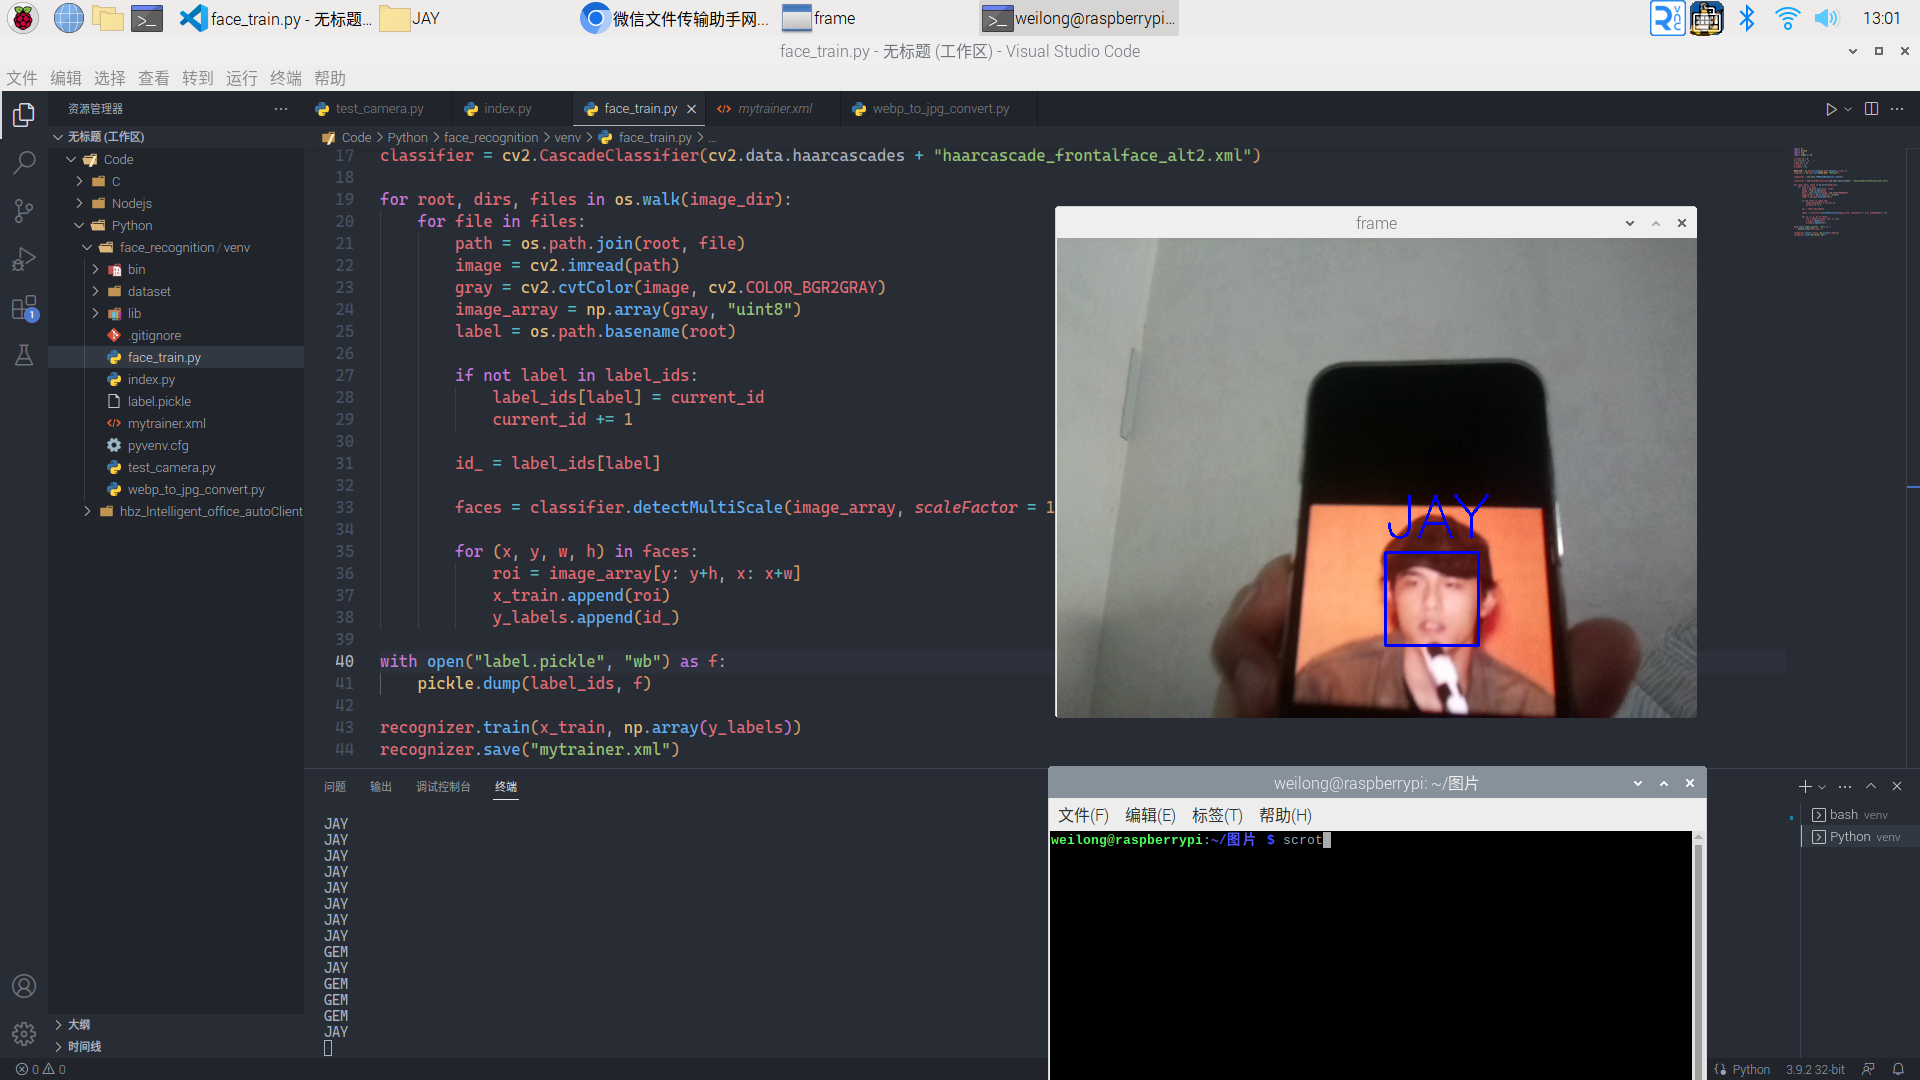 face_train.py - 无标题...
JAY
微信文件传输助手网...
frame
weilong@raspberrypi...
13:01
face_train.py - 无标题 (工作区) - Visual Studio Code
文件 编辑 选择 查看 转到 运行 终端 帮助
资源管理器
test_camera.py
index.py
face_train.py
mytrainer.xml
webp_to_jpg_convert.py
无标题 (工作区)
Code
C
Nodejs
Python
face_recognition / venv
bin
dataset
lib
.gitignore
face_train.py
index.py
label.pickle
mytrainer.xml
pyvenv.cfg
test_camera.py
webp_to_jpg_convert.py
hbz_Intelligent_office_autoClient
大纲
时间线
1
Code > Python > face_recognition > venv > face_train.py > ...
17 classifier = cv2.CascadeClassifier(cv2.data.haarcascades + "haarcascade_frontalface_alt2.xml")
18
19 for root, dirs, files in os.walk(image_dir):
20 for file in files:
21 path = os.path.join(root, file)
22 image = cv2.imread(path)
23 gray = cv2.cvtColor(image, cv2.COLOR_BGR2GRAY)
24 image_array = np.array(gray, "uint8")
25 label = os.path.basename(root)
26
27 if not label in label_ids:
28 label_ids[label] = current_id
29 current_id += 1
30
31 id_ = label_ids[label]
32
33 faces = classifier.detectMultiScale(image_array, scaleFactor = 1
34
35 for (x, y, w, h) in faces:
36 roi = image_array[y: y+h, x: x+w]
37 x_train.append(roi)
38 y_labels.append(id_)
39
40 with open("label.pickle", "wb") as f:
41 pickle.dump(label_ids, f)
42
43 recognizer.train(x_train, np.array(y_labels))
44 recognizer.save("mytrainer.xml")
frame
JAY
问题 输出 调试控制台 终端
JAY
JAY
JAY
JAY
JAY
JAY
JAY
JAY
GEM
JAY
GEM
GEM
GEM
JAY
weilong@raspberrypi: ~/图片
文件(F) 编辑(E) 标签(T) 帮助(H)
weilong@raspberrypi:~/图片 $ scrot
bash venv
Python venv
0 0
Python 3.9.2 32-bit